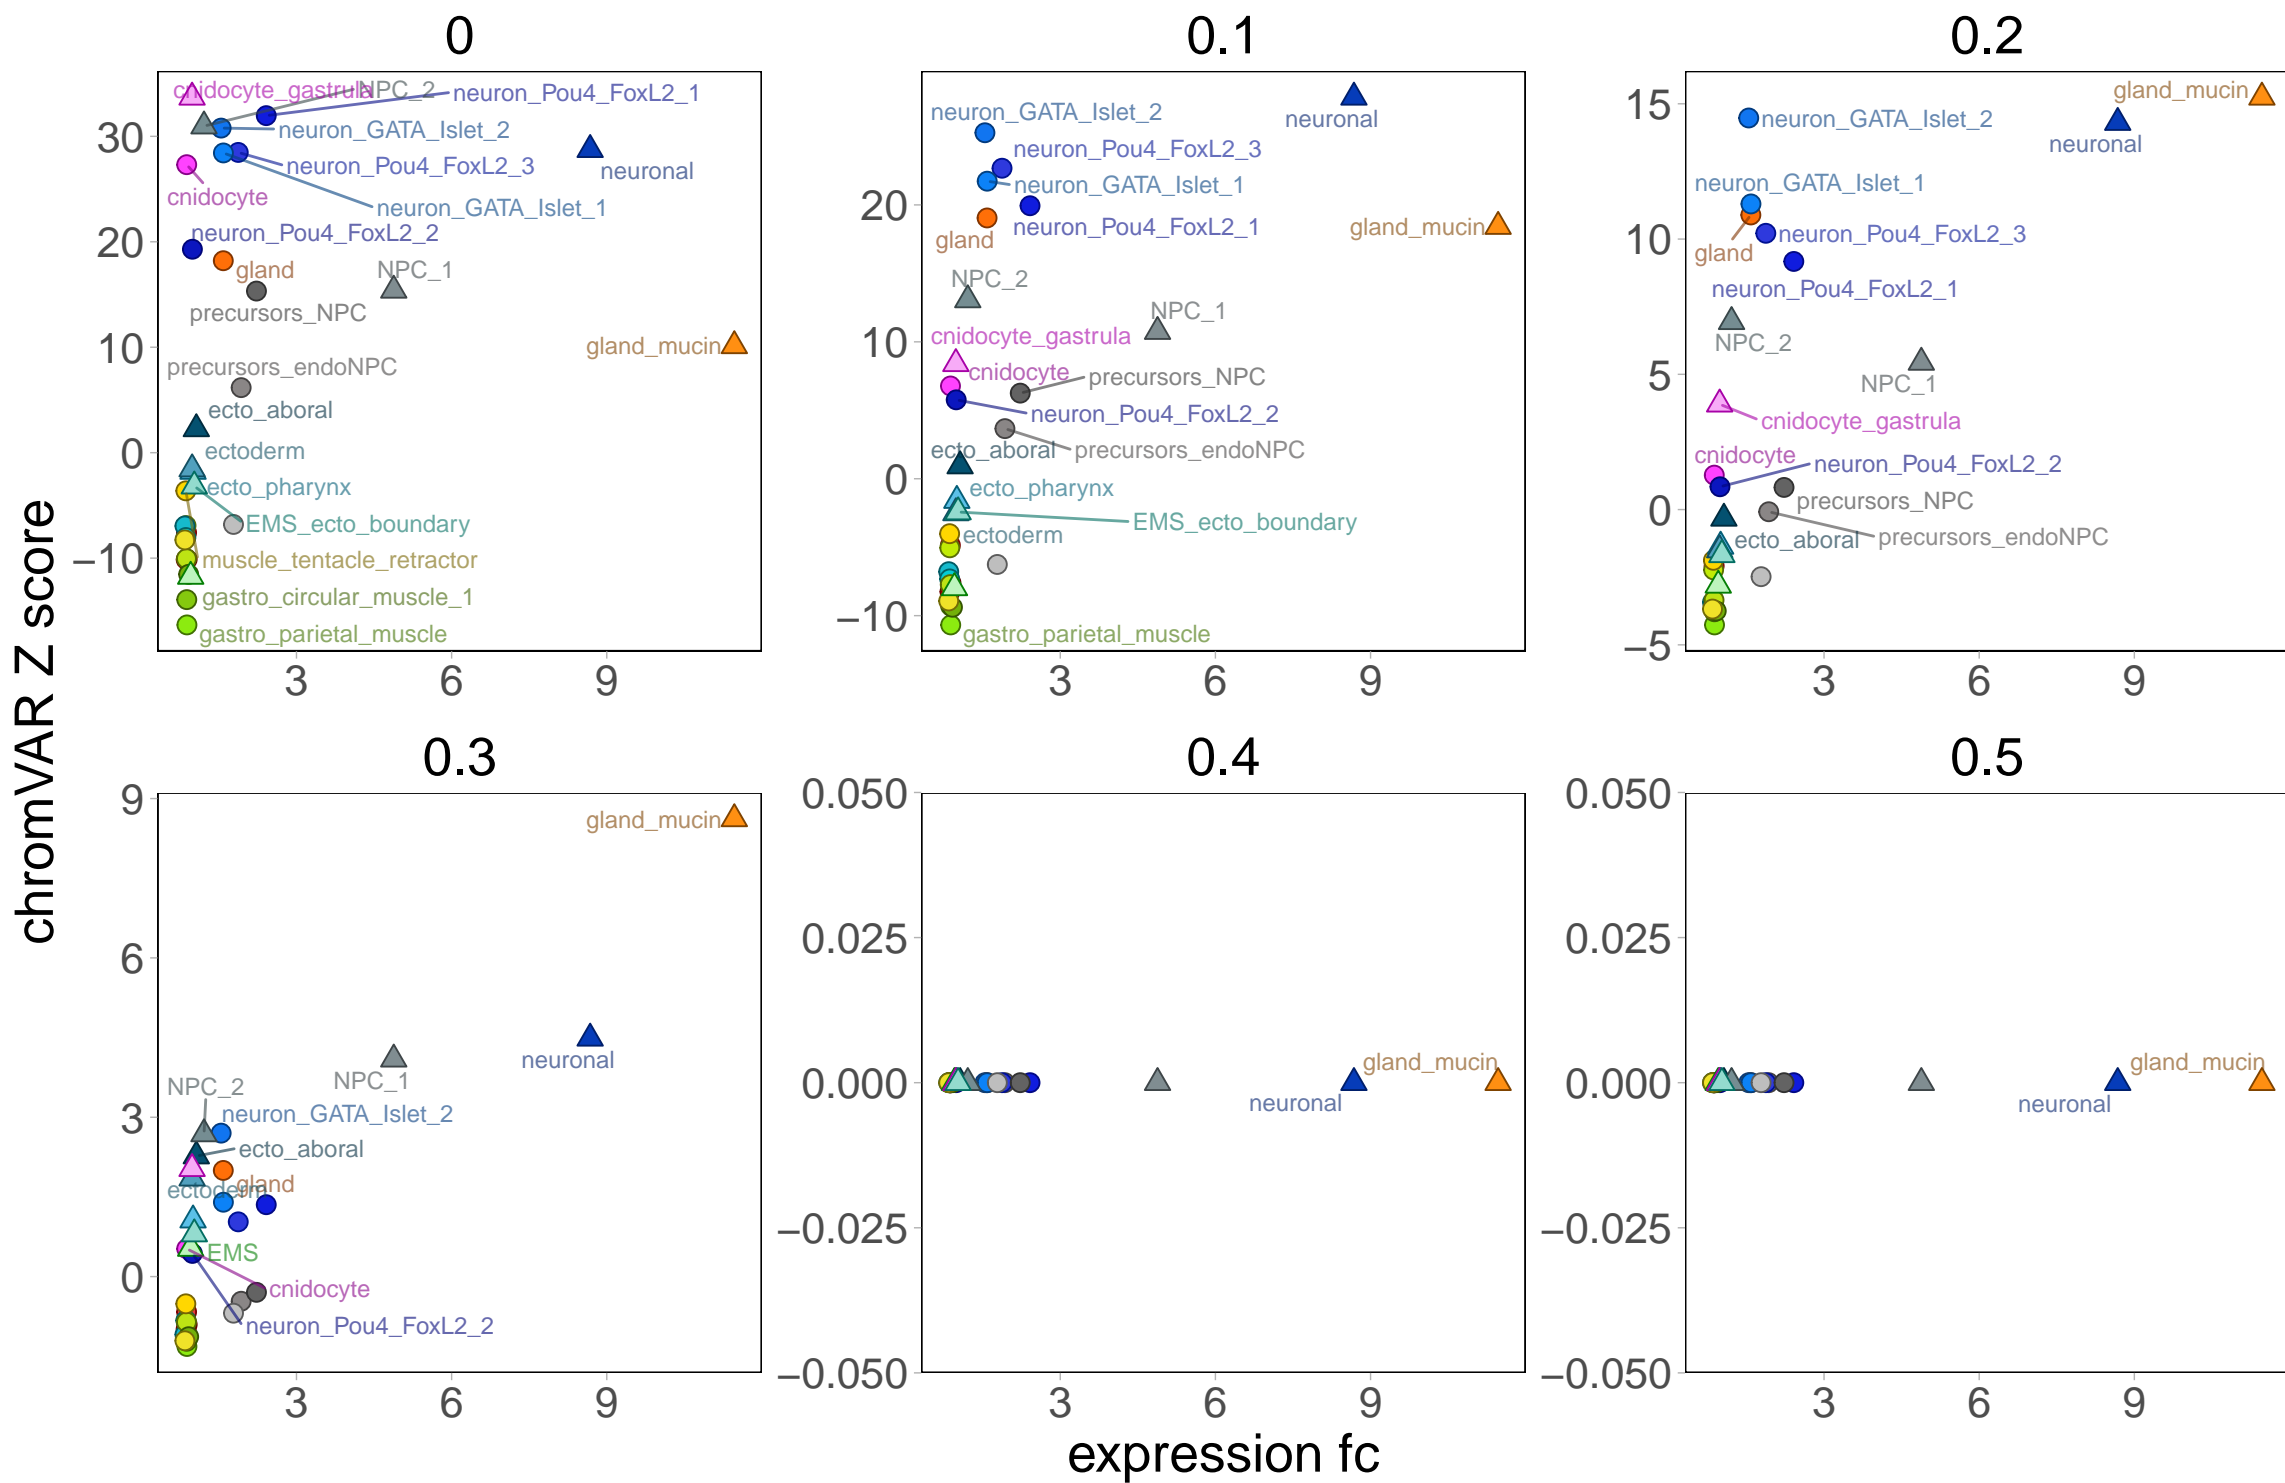 0
0.1
0.2
cnidocyte_gastrula
NPC_2
neuron_Pou4_FoxL2_1
neuron_GATA_Islet_2
neuron_Pou4_FoxL2_3
neuronal
cnidocyte
neuron_GATA_Islet_1
neuron_Pou4_FoxL2_2
gland
NPC_1
precursors_NPC
gland_mucin
precursors_endoNPC
ecto_aboral
ectoderm
ecto_pharynx
EMS_ecto_boundary
muscle_tentacle_retractor
gastro_circular_muscle_1
gastro_parietal_muscle
30
20
10
0
−10
3
6
9
neuron_GATA_Islet_2
neuronal
neuron_Pou4_FoxL2_3
neuron_GATA_Islet_1
neuron_Pou4_FoxL2_1
gland
gland_mucin
NPC_2
NPC_1
cnidocyte_gastrula
cnidocyte
precursors_NPC
neuron_Pou4_FoxL2_2
ecto_aboral
precursors_endoNPC
ecto_pharynx
EMS_ecto_boundary
ectoderm
gastro_parietal_muscle
20
10
0
−10
3
6
9
gland_mucin
neuron_GATA_Islet_2
neuronal
neuron_GATA_Islet_1
neuron_Pou4_FoxL2_3
gland
neuron_Pou4_FoxL2_1
NPC_2
NPC_1
cnidocyte_gastrula
cnidocyte
neuron_Pou4_FoxL2_2
precursors_NPC
ecto_aboral
precursors_endoNPC
15
10
5
0
−5
3
6
9
chromVAR Z score
0.3
0.4
0.5
gland_mucin
neuronal
NPC_1
NPC_2
neuron_GATA_Islet_2
ecto_aboral
gland
ectoderm
EMS
cnidocyte
neuron_Pou4_FoxL2_2
9
6
3
0
3
6
9
gland_mucin
neuronal
0.050
0.025
0.000
−0.025
−0.050
3
6
9
gland_mucin
neuronal
0.050
0.025
0.000
−0.025
−0.050
3
6
9
expression fc